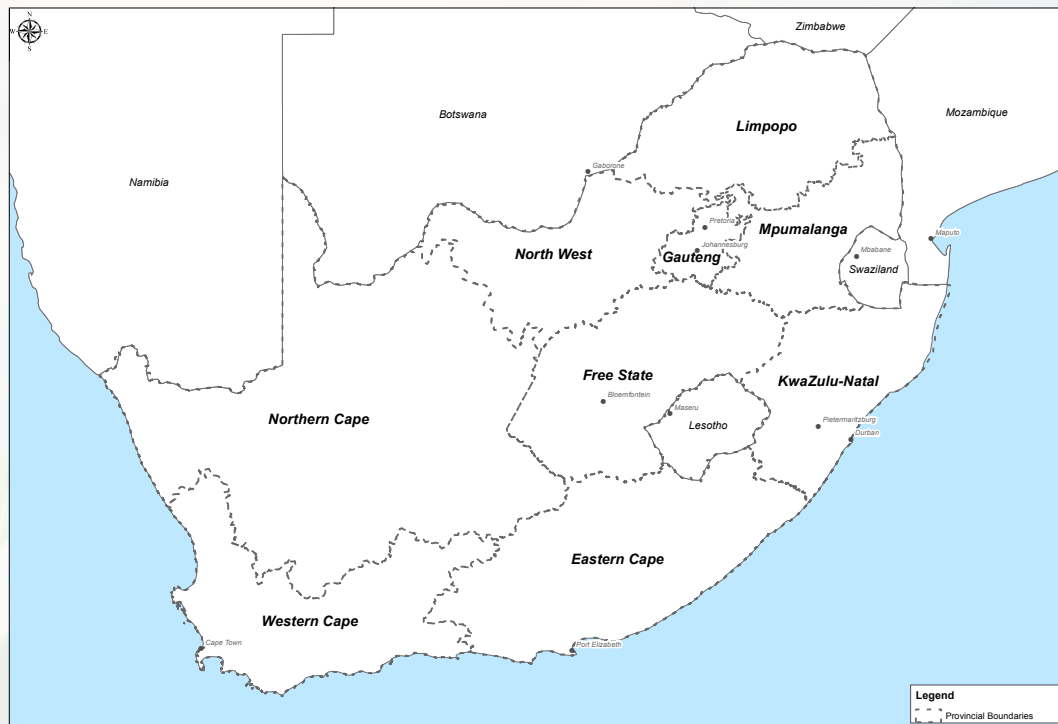 N
W E
S
Zimbabwe
Botswana
Mozambique
Limpopo
Gaborone
Namibia
Pretoria
Mpumalanga
Maputo
North West
Johannesburg
Gauteng
Mbabane
Swaziland
Free State
KwaZulu-Natal
Bloemfontein
Maseru
Northern Cape
Lesotho
Pietermaritzburg
Durban
Eastern Cape
Western Cape
Cape Town
Port Elizabeth
Legend
Provincial Boundaries